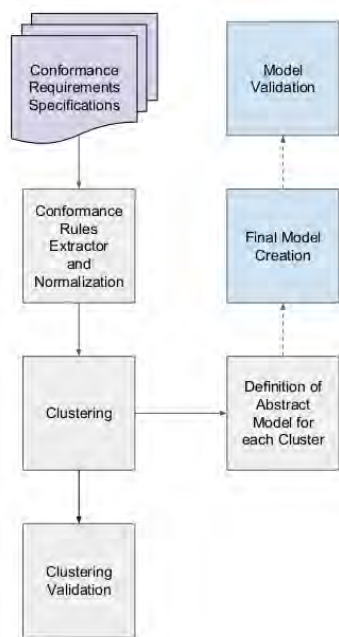 Conformance
Requirements
Specifications
Model
Validation
Conformance
Rules
Extractor
and
Normalization
Final Model
Creation
Clustering
Definition of
Abstract
Model for
each Cluster
Clustering
Validation